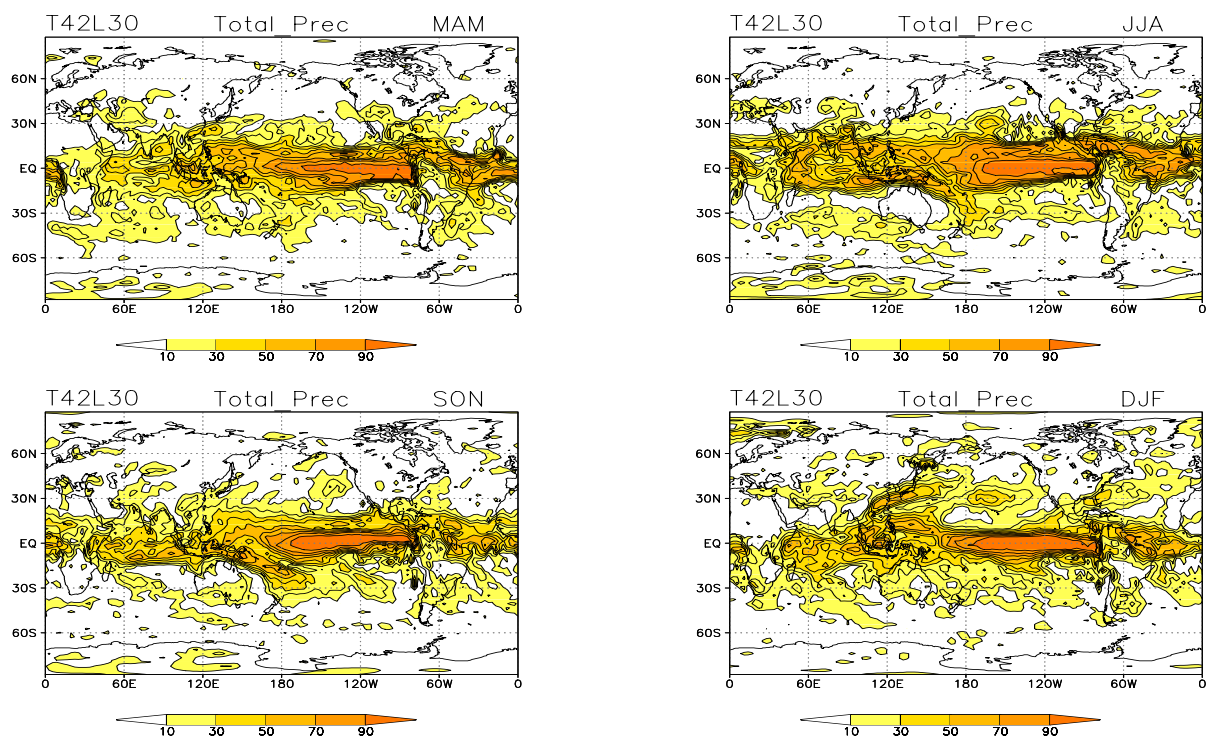 T42L30 Total_Prec MAM
60N
30N
EQ
30S
60S
0 60E 120E 180 120W 60W 0
10 30 50 70 90
T42L30 Total_Prec JJA
60N
30N
EQ
30S
60S
0 60E 120E 180 120W 60W 0
10 30 50 70 90
T42L30 Total_Prec SON
60N
30N
EQ
30S
60S
0 60E 120E 180 120W 60W 0
10 30 50 70 90
T42L30 Total_Prec DJF
60N
30N
EQ
30S
60S
0 60E 120E 180 120W 60W 0
10 30 50 70 90